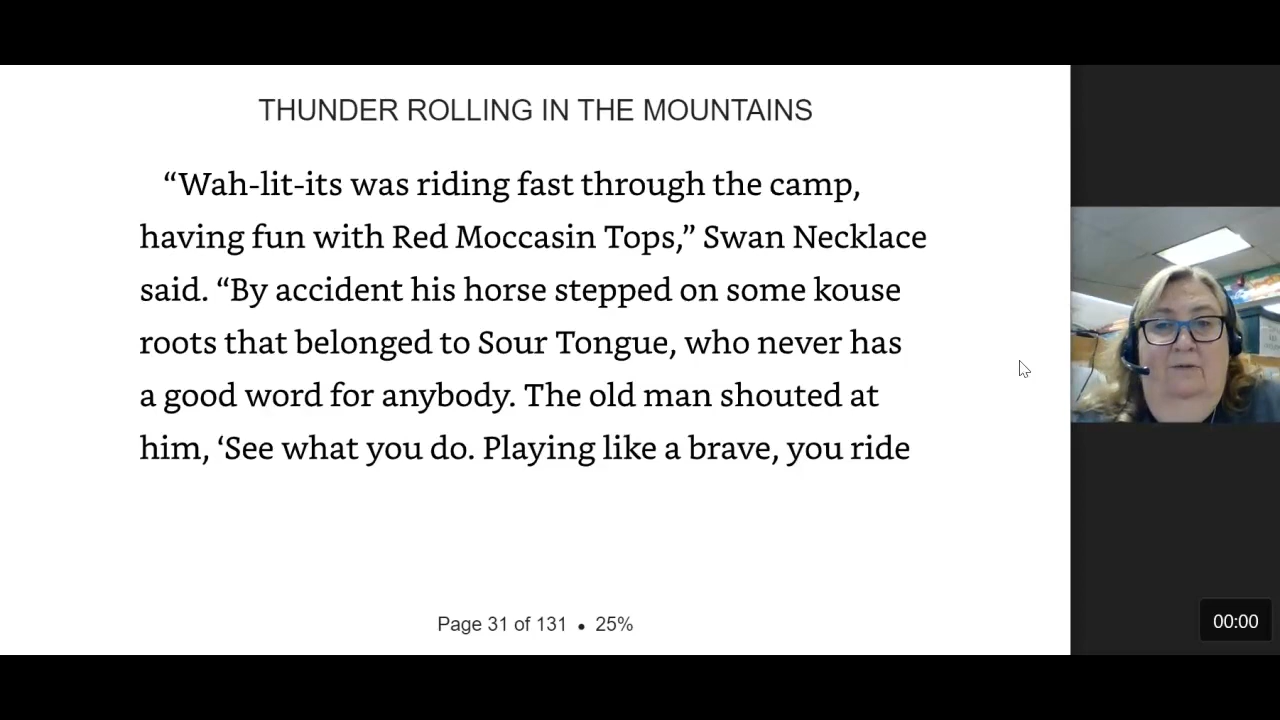 THUNDER ROLLING IN THE MOUNTAINS
“Wah-lit-its was riding fast through the camp,
having fun with Red Moccasin Tops,” Swan Necklace
said. “By accident his horse stepped on some kouse
roots that belonged to Sour Tongue, who never has
a good word for anybody. The old man shouted at
him, ‘See what you do. Playing like a brave, you ride
Page 31 of 131 • 25%
00:00